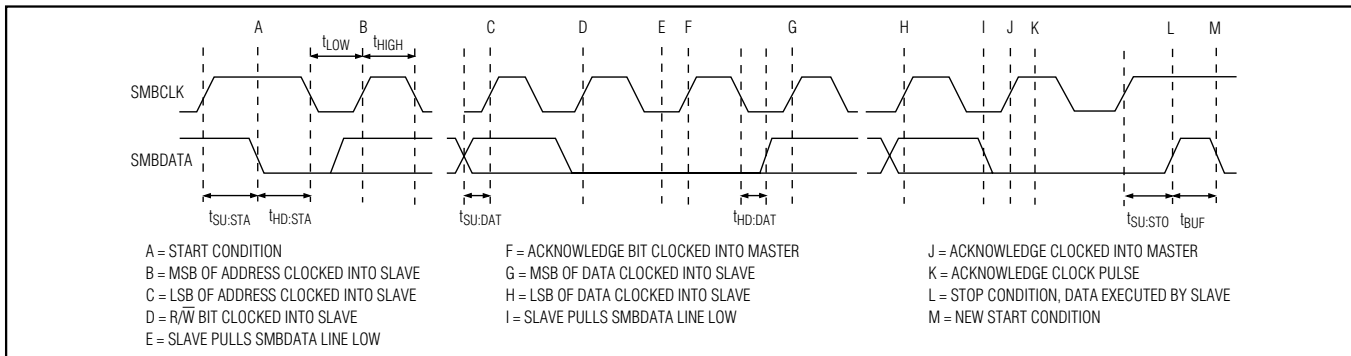 A B C D E F G H I J K L M
tLOW tHIGH
SMBCLK
SMBDATA
tSU:STA tHD:STA tSU:DAT tHD:DAT tSU:STO tBUF
A = START CONDITION
B = MSB OF ADDRESS CLOCKED INTO SLAVE
C = LSB OF ADDRESS CLOCKED INTO SLAVE
D = R/W̅ BIT CLOCKED INTO SLAVE
E = SLAVE PULLS SMBDATA LINE LOW
F = ACKNOWLEDGE BIT CLOCKED INTO MASTER
G = MSB OF DATA CLOCKED INTO SLAVE
H = LSB OF DATA CLOCKED INTO SLAVE
I = SLAVE PULLS SMBDATA LINE LOW
J = ACKNOWLEDGE CLOCKED INTO MASTER
K = ACKNOWLEDGE CLOCK PULSE
L = STOP CONDITION, DATA EXECUTED BY SLAVE
M = NEW START CONDITION